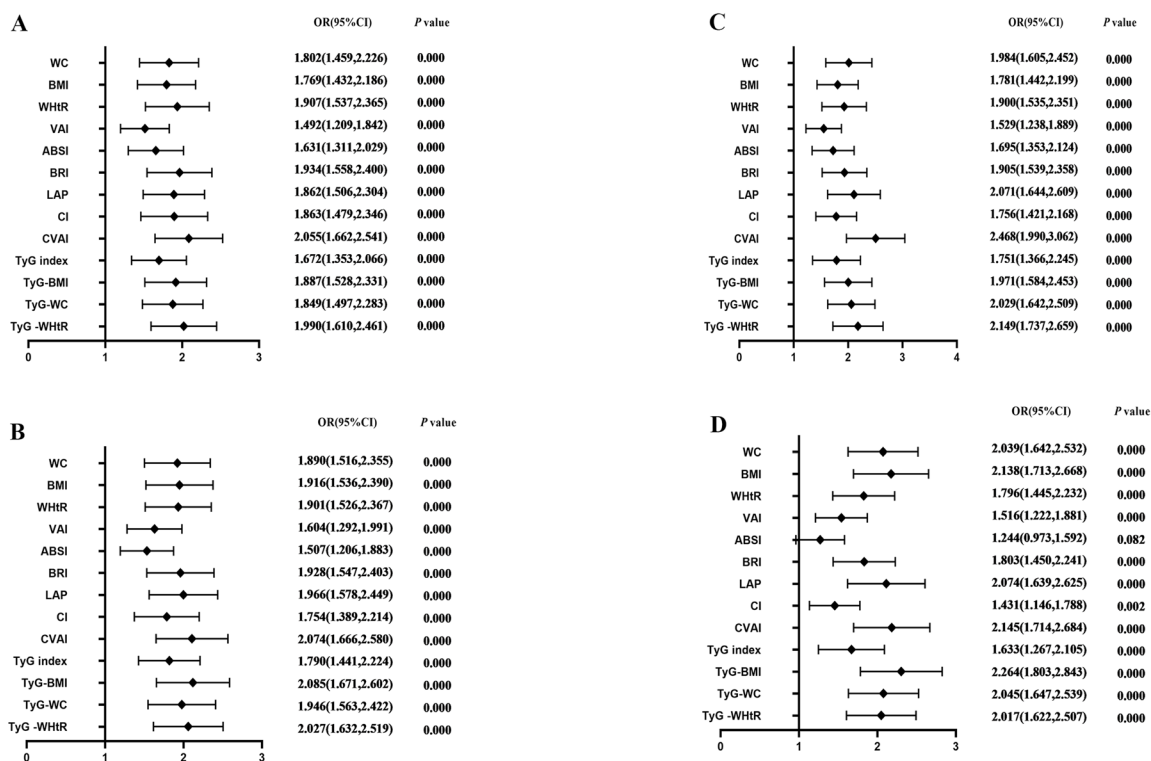 A
OR(95%CI) P value
WC 1.802(1.459,2.226) 0.000
BMI 1.769(1.432,2.186) 0.000
WHtR 1.907(1.537,2.365) 0.000
VAI 1.492(1.209,1.842) 0.000
ABSI 1.631(1.311,2.029) 0.000
BRI 1.934(1.558,2.400) 0.000
LAP 1.862(1.506,2.304) 0.000
CI 1.863(1.479,2.346) 0.000
CVAI 2.055(1.662,2.541) 0.000
TyG index 1.672(1.353,2.066) 0.000
TyG-BMI 1.887(1.528,2.331) 0.000
TyG-WC 1.849(1.497,2.283) 0.000
TyG -WHtR 1.990(1.610,2.461) 0.000
0 1 2 3
C
OR(95%CI) P value
WC 1.984(1.605,2.452) 0.000
BMI 1.781(1.442,2.199) 0.000
WHtR 1.900(1.535,2.351) 0.000
VAI 1.529(1.238,1.889) 0.000
ABSI 1.695(1.353,2.124) 0.000
BRI 1.905(1.539,2.358) 0.000
LAP 2.071(1.644,2.609) 0.000
CI 1.756(1.421,2.168) 0.000
CVAI 2.468(1.990,3.062) 0.000
TyG index 1.751(1.366,2.245) 0.000
TyG-BMI 1.971(1.584,2.453) 0.000
TyG-WC 2.029(1.642,2.509) 0.000
TyG -WHtR 2.149(1.737,2.659) 0.000
0 1 2 3 4
B
OR(95%CI) P value
WC 1.890(1.516,2.355) 0.000
BMI 1.916(1.536,2.390) 0.000
WHtR 1.901(1.526,2.367) 0.000
VAI 1.604(1.292,1.991) 0.000
ABSI 1.507(1.206,1.883) 0.000
BRI 1.928(1.547,2.403) 0.000
LAP 1.966(1.578,2.449) 0.000
CI 1.754(1.389,2.214) 0.000
CVAI 2.074(1.666,2.580) 0.000
TyG index 1.790(1.441,2.224) 0.000
TyG-BMI 2.085(1.671,2.602) 0.000
TyG-WC 1.946(1.563,2.422) 0.000
TyG -WHtR 2.027(1.632,2.519) 0.000
0 1 2 3
D
OR(95%CI) P value
WC 2.039(1.642,2.532) 0.000
BMI 2.138(1.713,2.668) 0.000
WHtR 1.796(1.445,2.232) 0.000
VAI 1.516(1.222,1.881) 0.000
ABSI 1.244(0.973,1.592) 0.082
BRI 1.803(1.450,2.241) 0.000
LAP 2.074(1.639,2.625) 0.000
CI 1.431(1.146,1.788) 0.002
CVAI 2.145(1.714,2.684) 0.000
TyG index 1.633(1.267,2.105) 0.000
TyG-BMI 2.264(1.803,2.843) 0.000
TyG-WC 2.045(1.647,2.539) 0.000
TyG -WHtR 2.017(1.622,2.507) 0.000
0 1 2 3